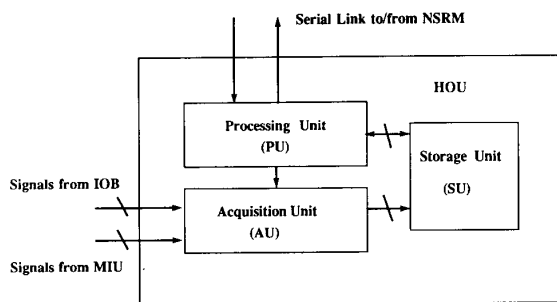 Serial Link to/from NSRM
HOU
Processing Unit
(PU)
Storage Unit
(SU)
Signals from IOB
Acquisition Unit
(AU)
Signals from MIU